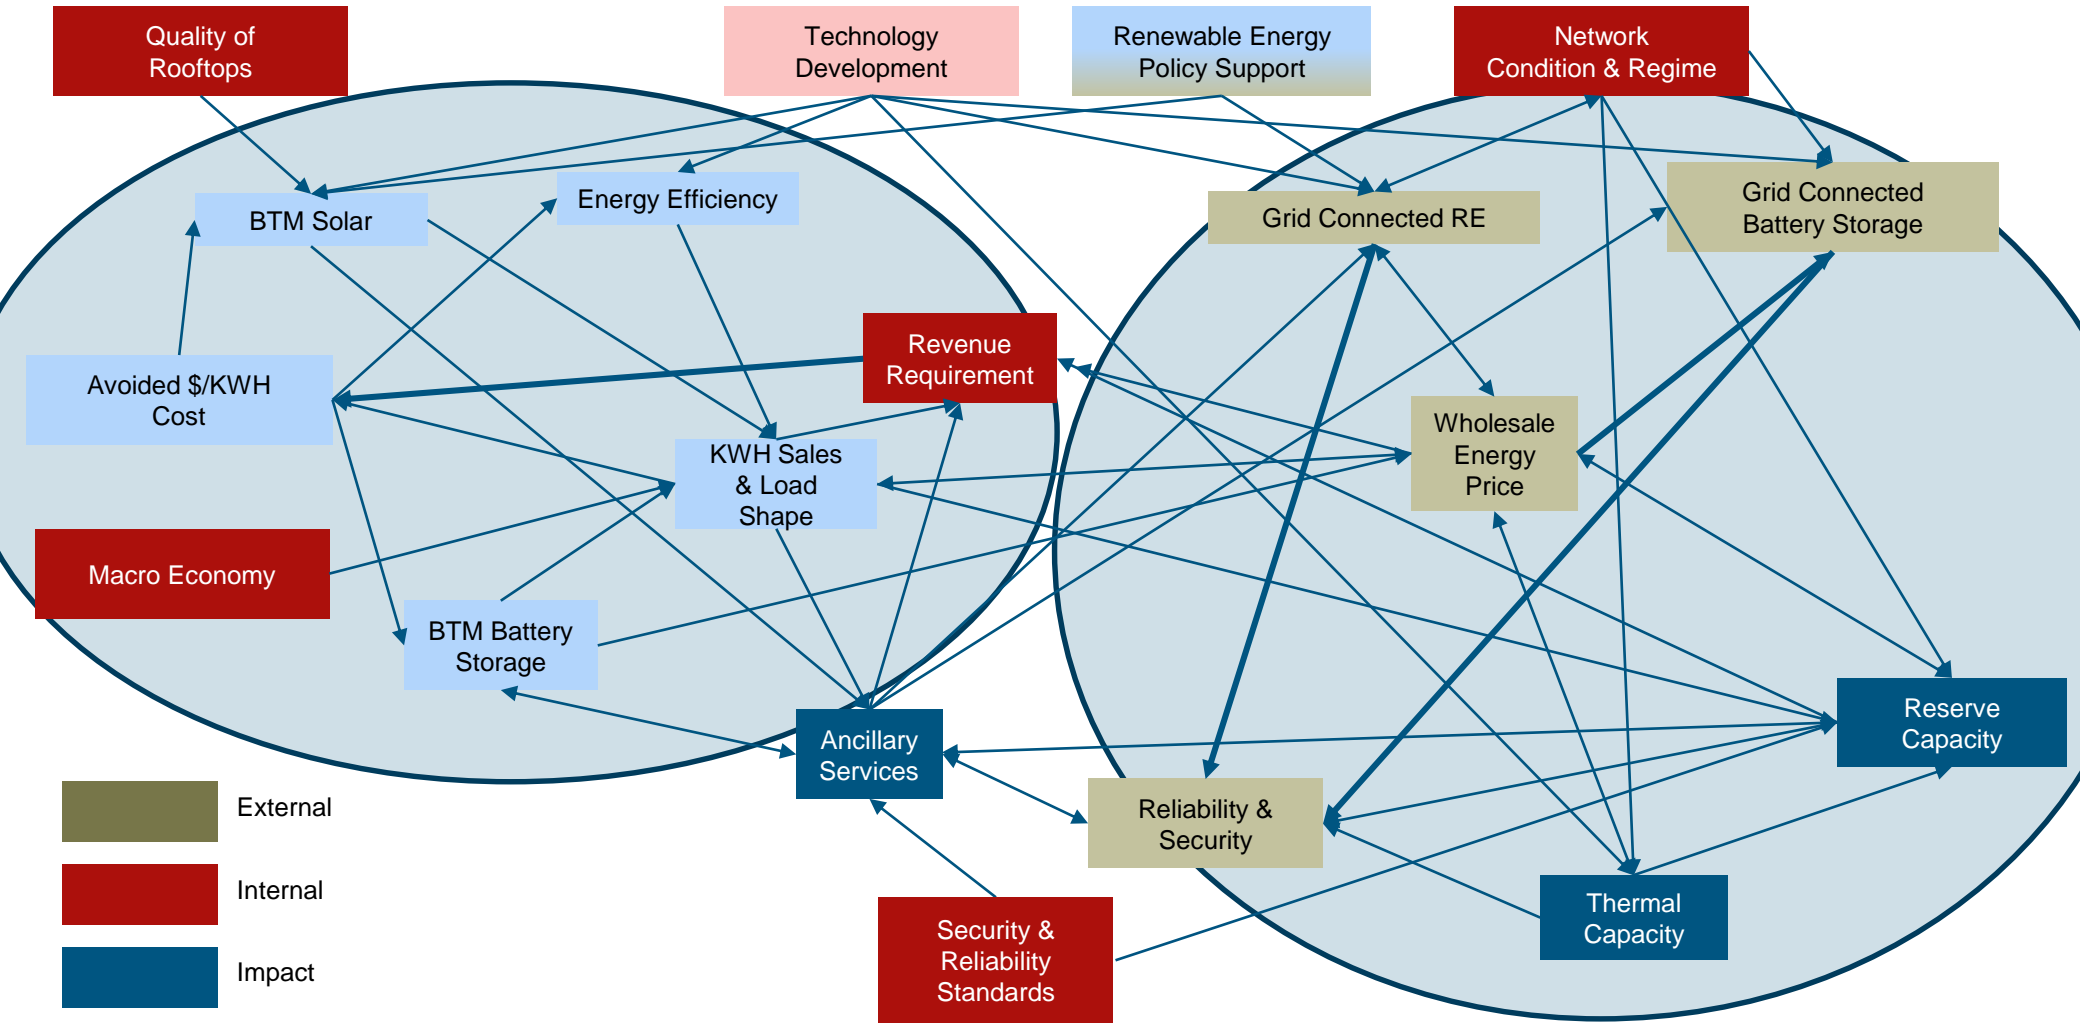 Quality of
Rooftops
Technology
Development
Renewable Energy
Policy Support
Network
Condition & Regime
BTM Solar
Energy Efficiency
Grid Connected RE
Grid Connected
Battery Storage
Avoided $/KWH
Cost
Revenue
Requirement
Wholesale
Energy
Price
KWH Sales
& Load
Shape
Macro Economy
BTM Battery
Storage
Ancillary
Services
Reserve
Capacity
Reliability &
Security
Thermal
Capacity
Security &
Reliability
Standards
External
Internal
Impact